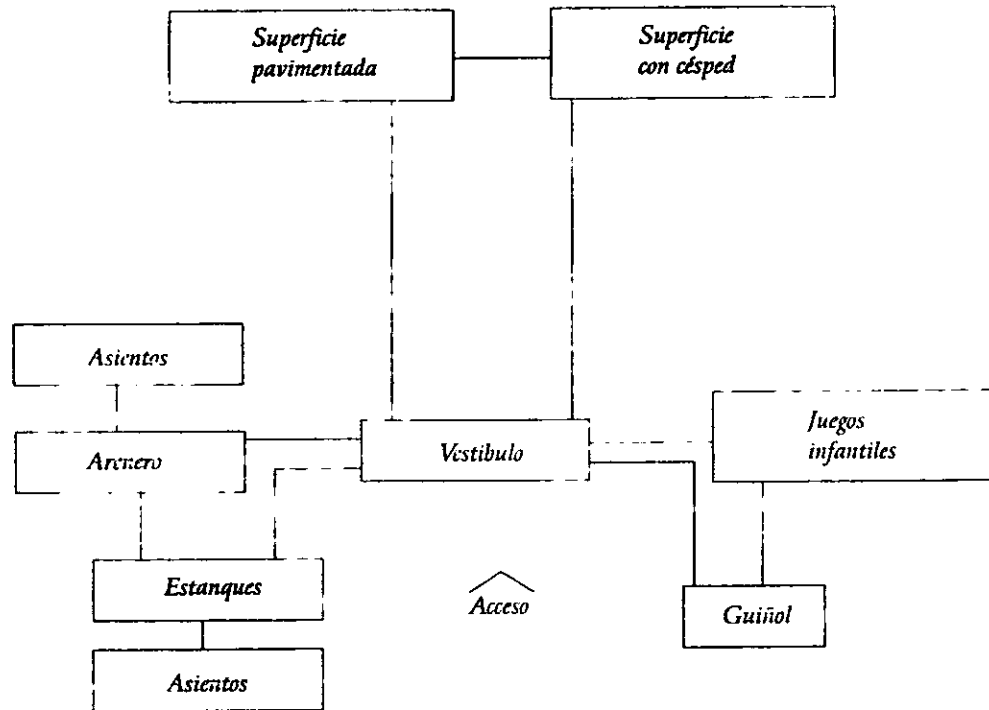 Superficie
pavimentada
Superficie
con césped
Asientos
Arenero
Vestíbulo
Juegos
infantiles
Estanques
Acceso
Guiñol
Asientos